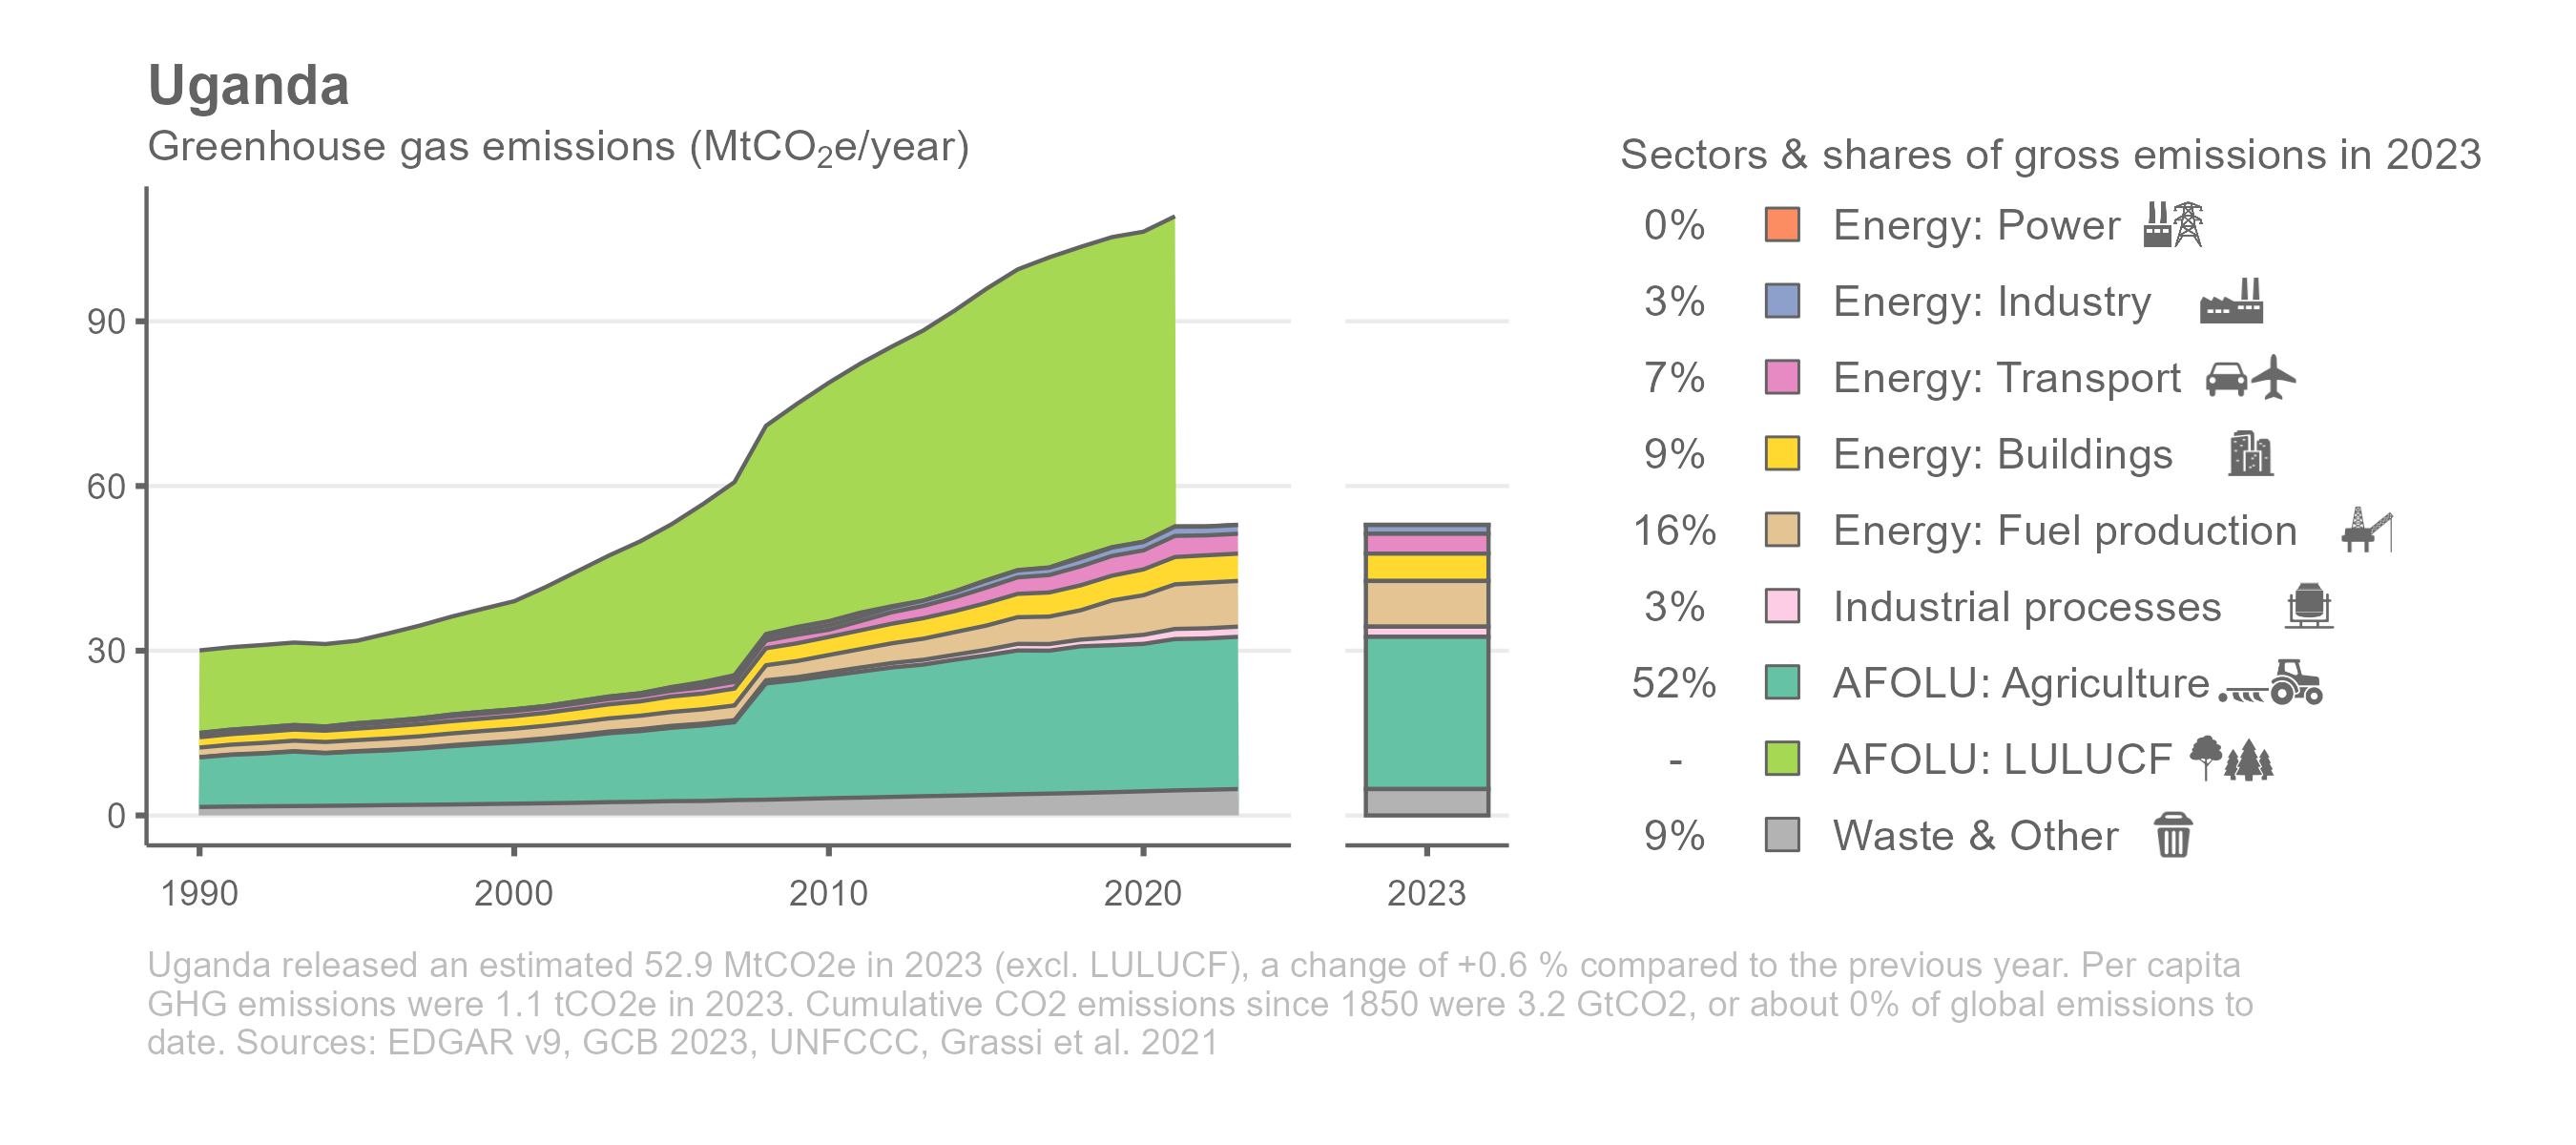 Uganda
Greenhouse gas emissions (MtCO₂e/year)
90
60
30
0
1990
2000
2010
2020
2023
Sectors & shares of gross emissions in 2023
0% Energy: Power
3% Energy: Industry
7% Energy: Transport
9% Energy: Buildings
16% Energy: Fuel production
3% Industrial processes
52% AFOLU: Agriculture
- AFOLU: LULUCF
9% Waste & Other
Uganda released an estimated 52.9 MtCO2e in 2023 (excl. LULUCF), a change of +0.6 % compared to the previous year. Per capita
GHG emissions were 1.1 tCO2e in 2023. Cumulative CO2 emissions since 1850 were 3.2 GtCO2, or about 0% of global emissions to
date. Sources: EDGAR v9, GCB 2023, UNFCCC, Grassi et al. 2021